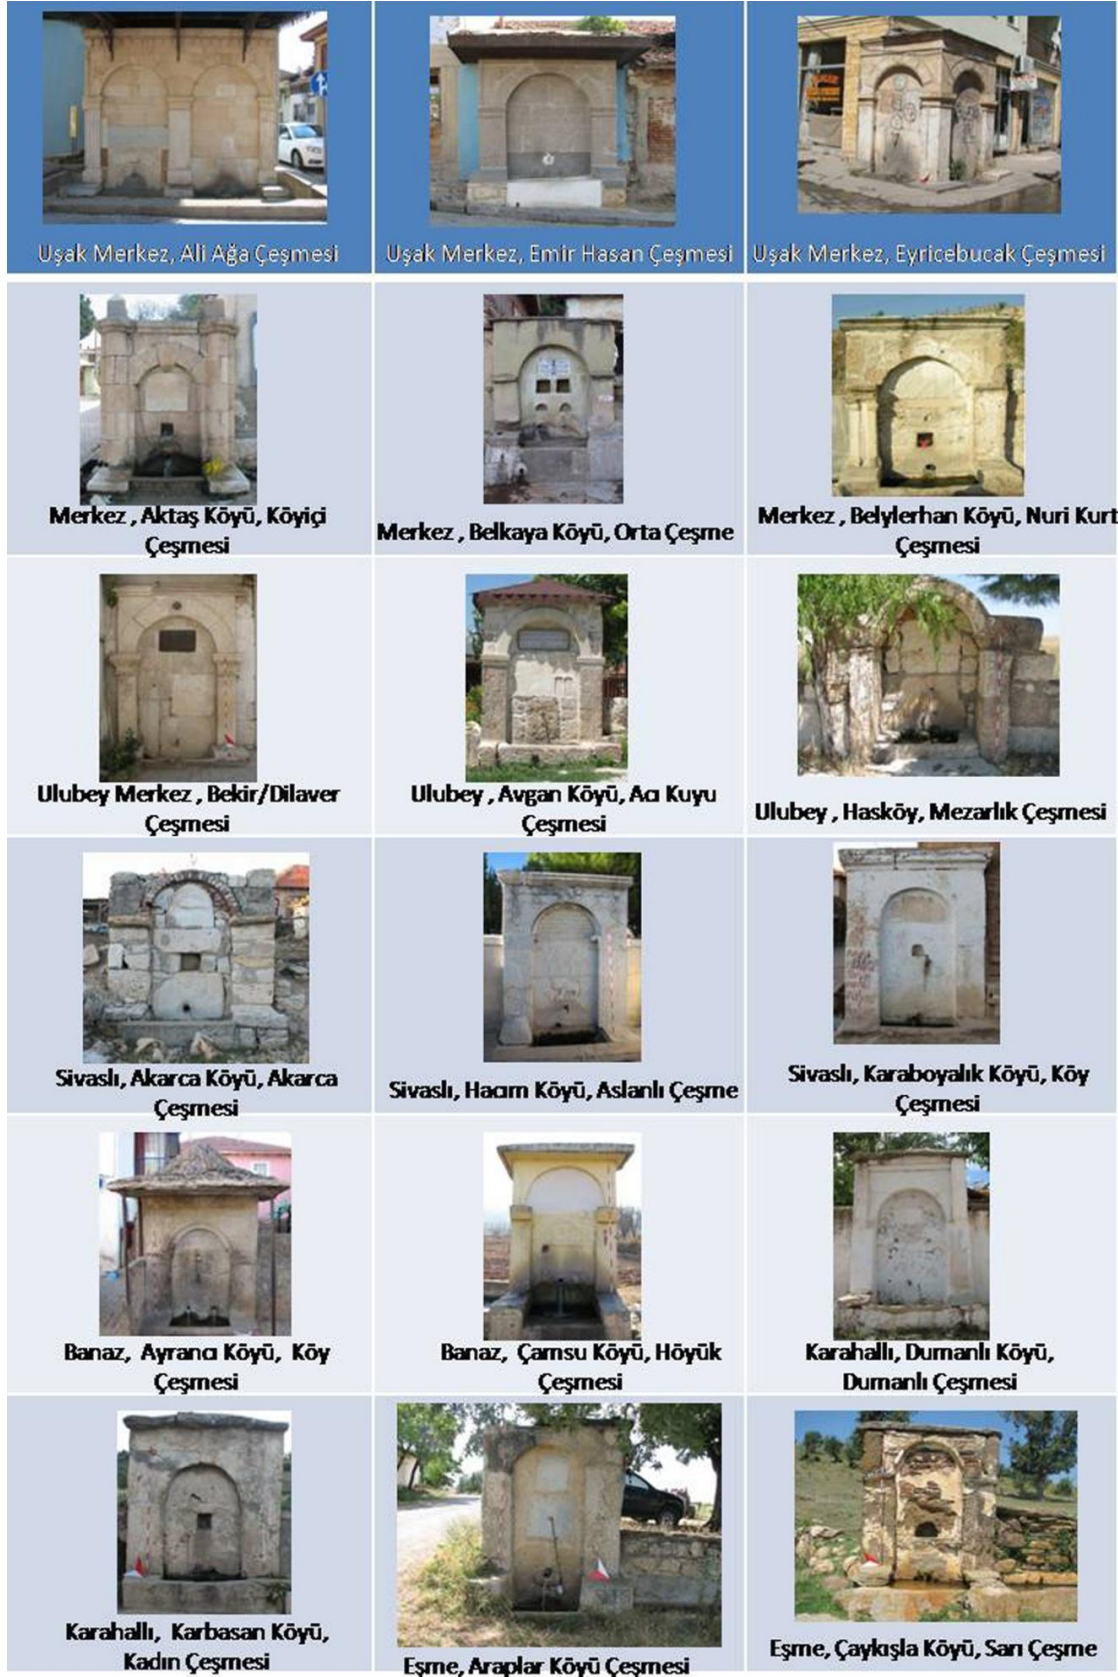 Uşak Merkez, Ali Ağa Çeşmesi
Uşak Merkez, Emir Hasan Çeşmesi
Uşak Merkez, Eyricebucak Çeşmesi
Merkez , Aktaş Köyü, Köyiçi
Çeşmesi
Merkez , Belkaya Köyü, Orta Çeşme
Merkez , Belylerhan Köyü, Nuri Kurt
Çeşmesi
Ulubey Merkez , Bekir/Dilaver
Çeşmesi
Ulubey , Avgan Köyü, Acı Kuyu
Çeşmesi
Ulubey , Hasköy, Mezarlık Çeşmesi
Sivaslı, Akarca Köyü, Akarca
Çeşmesi
Sivaslı, Hacım Köyü, Aslanlı Çeşme
Sivaslı, Karaboyalık Köyü, Köy
Çeşmesi
Banaz, Ayrancı Köyü, Köy
Çeşmesi
Banaz, Çamsu Köyü, Höyük
Çeşmesi
Karahallı, Dumanlı Köyü,
Dumanlı Çeşmesi
Karahallı, Karbasan Köyü,
Kadın Çeşmesi
Eşme, Araplar Köyü Çeşmesi
Eşme, Çaykışla Köyü, Sarı Çeşme